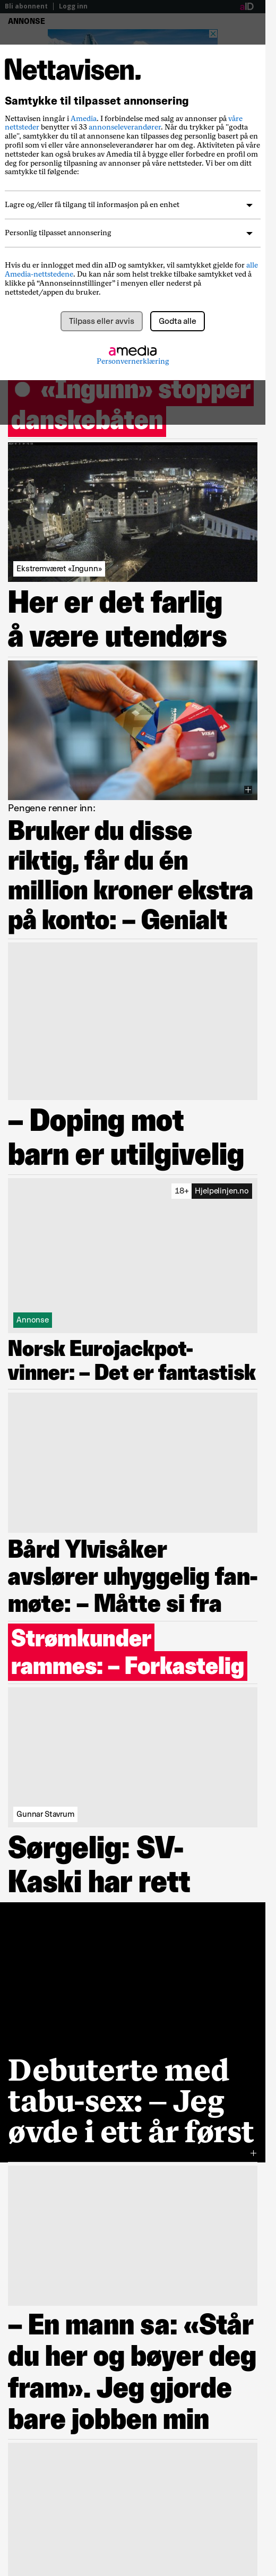 Bli abonnent | Logg inn
aID
ANNONSE
Nettavisen.
Samtykke til tilpasset annonsering
Nettavisen inngår i Amedia. I forbindelse med salg av annonser på våre
nettsteder benytter vi 33 annonseleverandører. Når du trykker på "godta
alle", samtykker du til at annonsene kan tilpasses deg personlig basert på en
profil som vi eller våre annonseleverandører har om deg. Aktiviteten på våre
nettsteder kan også brukes av Amedia til å bygge eller forbedre en profil om
deg for personlig tilpasning av annonser på våre nettsteder. Vi ber om ditt
samtykke til følgende:
Lagre og/eller få tilgang til informasjon på en enhet
Personlig tilpasset annonsering
Hvis du er innlogget med din aID og samtykker, vil samtykket gjelde for alle
Amedia-nettstedene. Du kan når som helst trekke tilbake samtykket ved å
klikke på “Annonseinnstillinger” i menyen eller nederst på
nettstedet/appen du bruker.
Tilpass eller avvis
Godta alle
amedia
Personvernerklæring
«Ingunn» stopper
danskebåten
Ekstremværet «Ingunn»
Her er det farlig
å være utendørs
VISA
Pengene renner inn:
Bruker du disse
riktig, får du én
million kroner ekstra
på konto: – Genialt
– Doping mot
barn er utilgivelig
18+ Hjelpelinjen.no
Annonse
Norsk Eurojackpot-
vinner: – Det er fantastisk
Bård Ylvisåker
avslører uhyggelig fan-
møte: – Måtte si fra
Strømkunder
rammes: – Forkastelig
Gunnar Stavrum
Sørgelig: SV-
Kaski har rett
Debuterte med
tabu-sex: – Jeg
øvde i ett år først
– En mann sa: «Står
du her og bøyer deg
fram». Jeg gjorde
bare jobben min